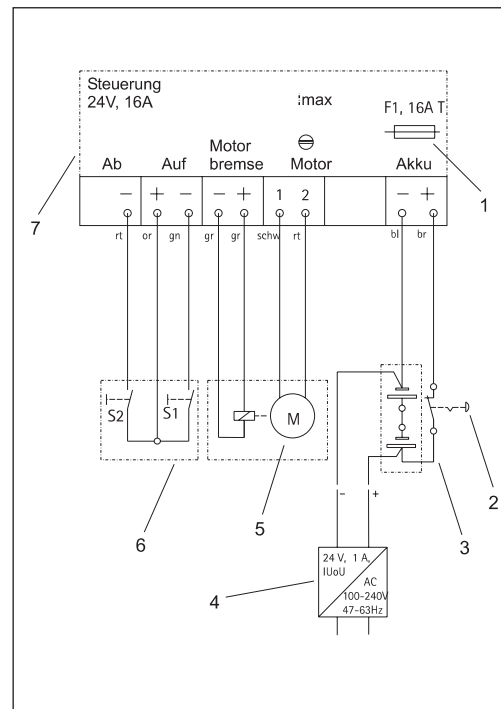 Steuerung
24V, 16A
Imax
F1, 16A T
Motor
bremse
Ab Auf Motor Akku
− + − − + 1 2 − +
rt or gn gr gr schw rt bl br
1
7
S2 S1
M
2
3
5
6
− +
24 V, 1 A,
IUoU
AC
100-240V
47-63Hz
4